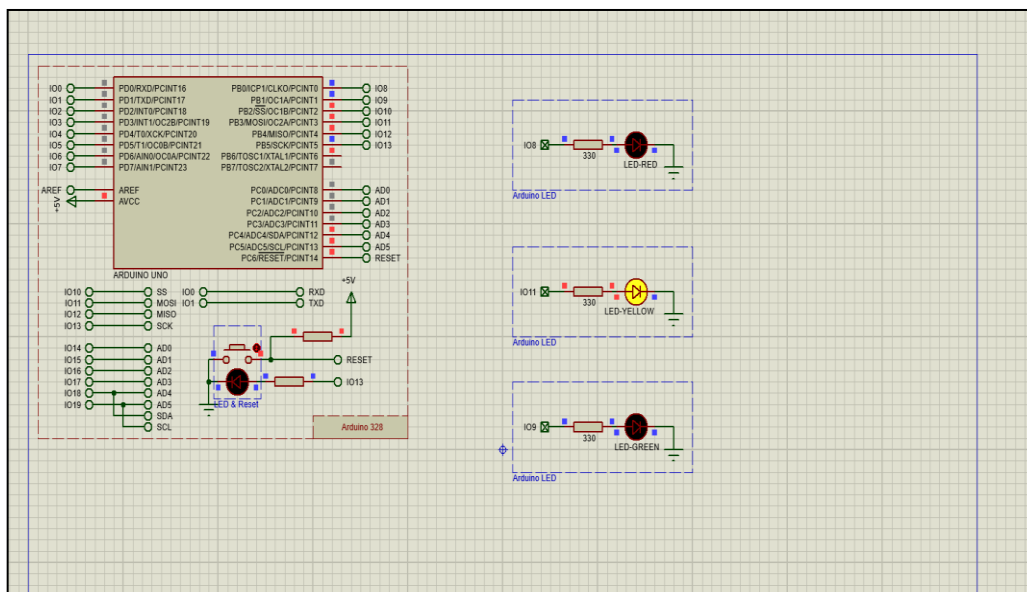 IO0 PD0/RXD/PCINT16 PB0/ICP1/CLKO/PCINT0 IO8
IO1 PD1/TXD/PCINT17 PB1/OC1A/PCINT1 IO9
IO2 PD2/INT0/PCINT18 PB2/SS/OC1B/PCINT2 IO10
IO3 PD3/INT1/OC2B/PCINT19 PB3/MOSI/OC2A/PCINT3 IO11
IO4 PD4/T0/XCK/PCINT20 PB4/MISO/PCINT4 IO12
IO5 PD5/T1/OC0B/PCINT21 PB5/SCK/PCINT5 IO13
IO6 PD6/AIN0/OC0A/PCINT22 PB6/TOSC1/XTAL1/PCINT6
IO7 PD7/AIN1/PCINT23 PB7/TOSC2/XTAL2/PCINT7
AREF AREF PC0/ADC0/PCINT8 AD0
+5V AVCC PC1/ADC1/PCINT9 AD1
PC2/ADC2/PCINT10 AD2
PC3/ADC3/PCINT11 AD3
PC4/ADC4/SDA/PCINT12 AD4
PC5/ADC5/SCL/PCINT13 AD5
PC6/RESET/PCINT14 RESET
ARDUINO UNO
IO10 SS IO0 RXD
IO11 MOSI IO1 TXD
IO12 MISO
IO13 SCK
+5V
IO14 AD0
IO15 AD1
IO16 AD2
IO17 AD3
IO18 AD4
IO19 AD5
SDA
SCL
RESET
IO13
LED & Reset
Arduino 328
IO8
330
LED-RED
Arduino LED
IO11
330
LED-YELLOW
Arduino LED
IO9
330
LED-GREEN
Arduino LED